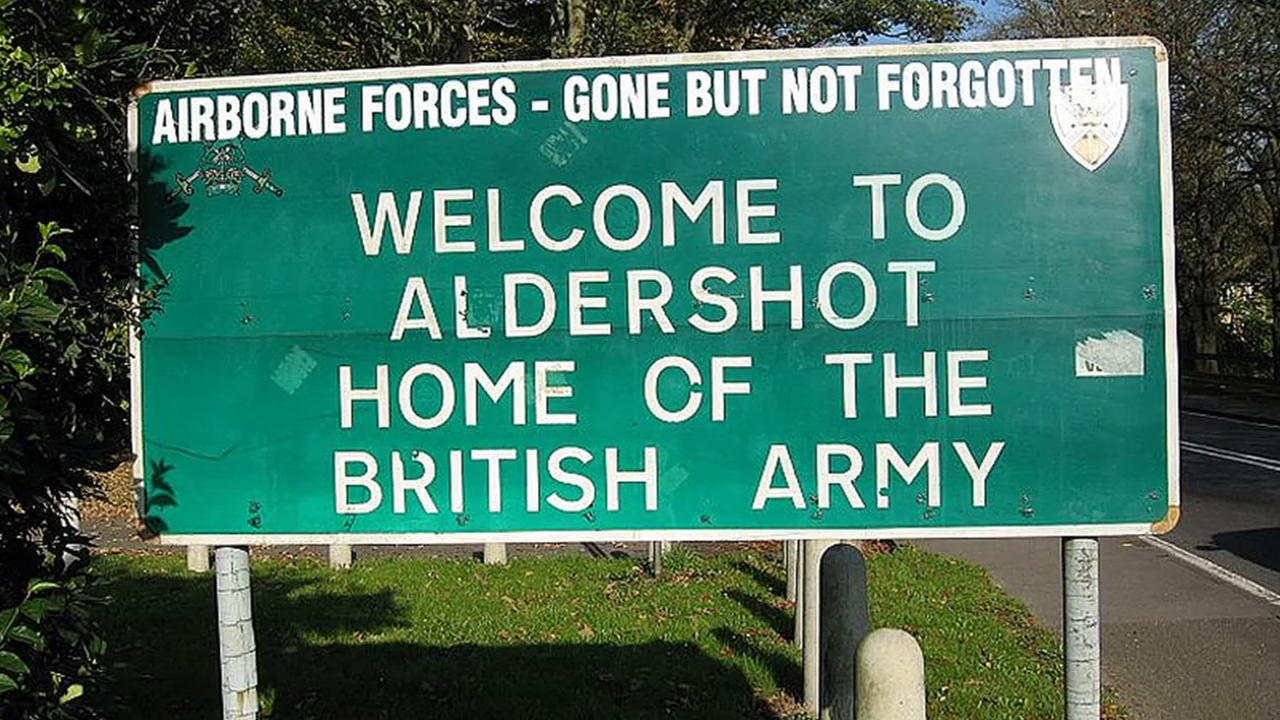 AIRBORNE FORCES - GONE BUT NOT FORGOTTEN
WELCOME TO
ALDERSHOT
HOME OF THE
BRITISH ARMY